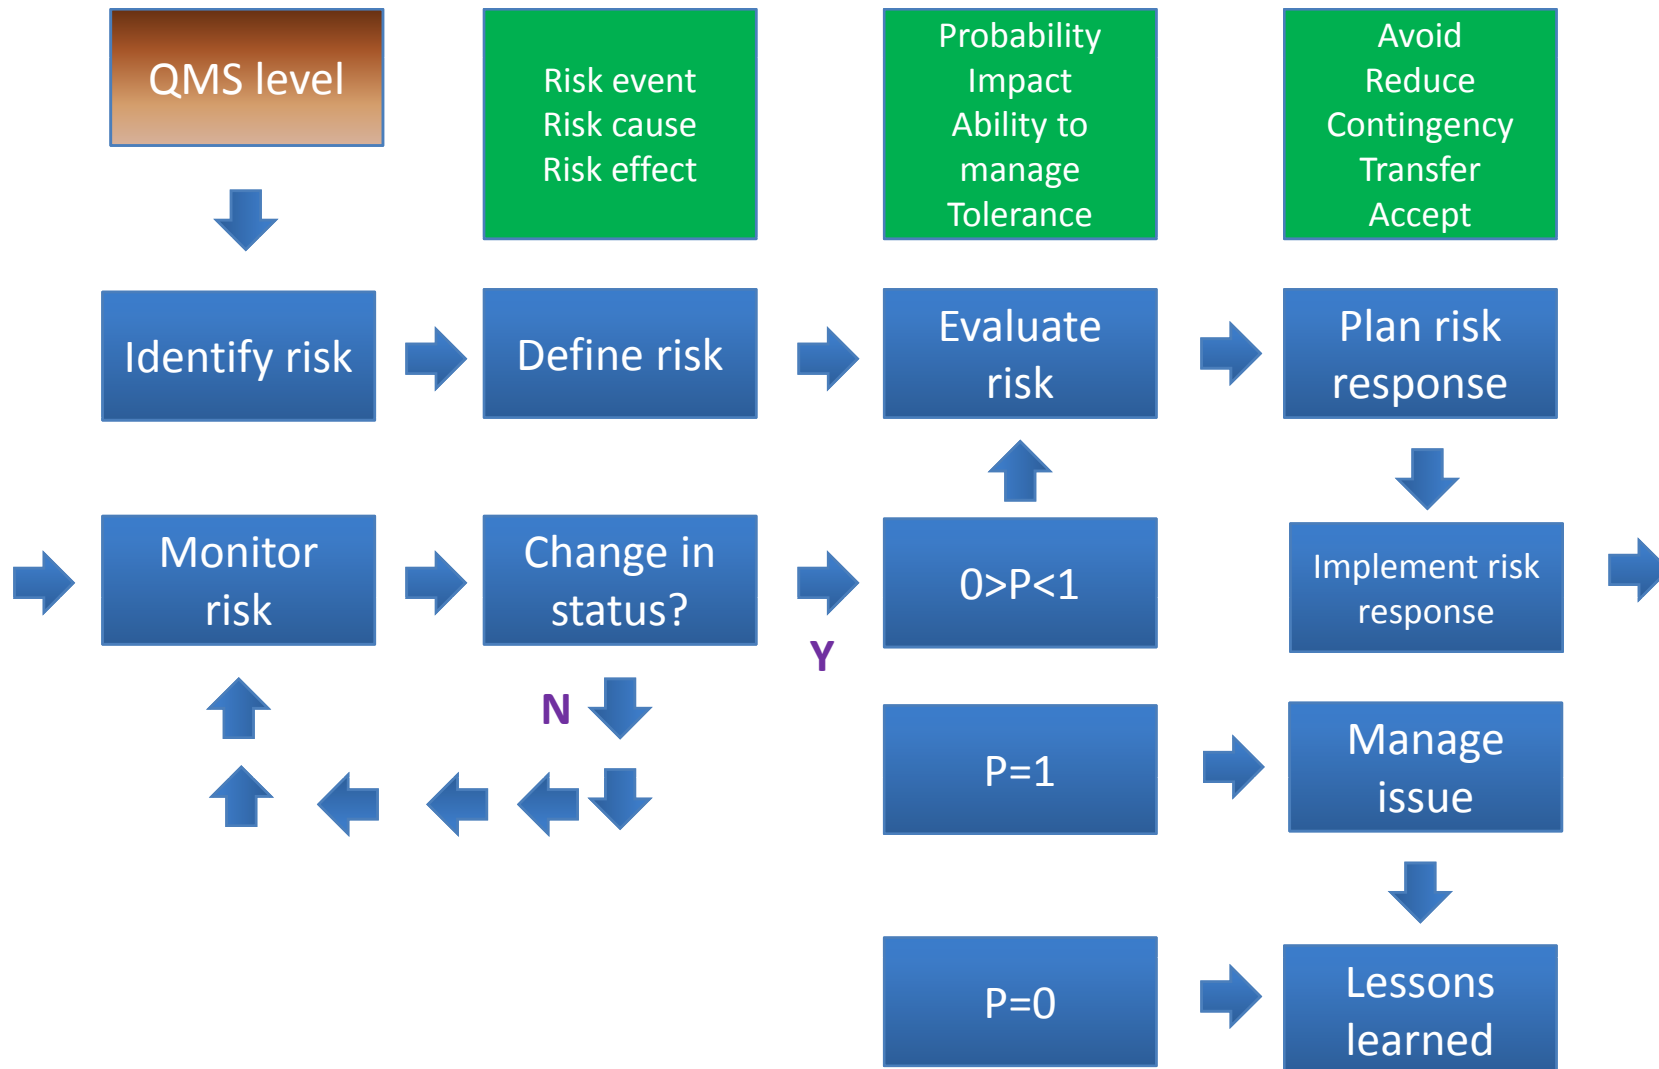 QMS level
Risk event
Risk cause
Risk effect
Probability
Impact
Ability to
manage
Tolerance
Avoid
Reduce
Contingency
Transfer
Accept
Identify risk
Define risk
Evaluate
risk
Plan risk
response
Monitor
risk
Change in
status?
Y
N
0>P<1
Implement risk
response
P=1
Manage
issue
P=0
Lessons
learned